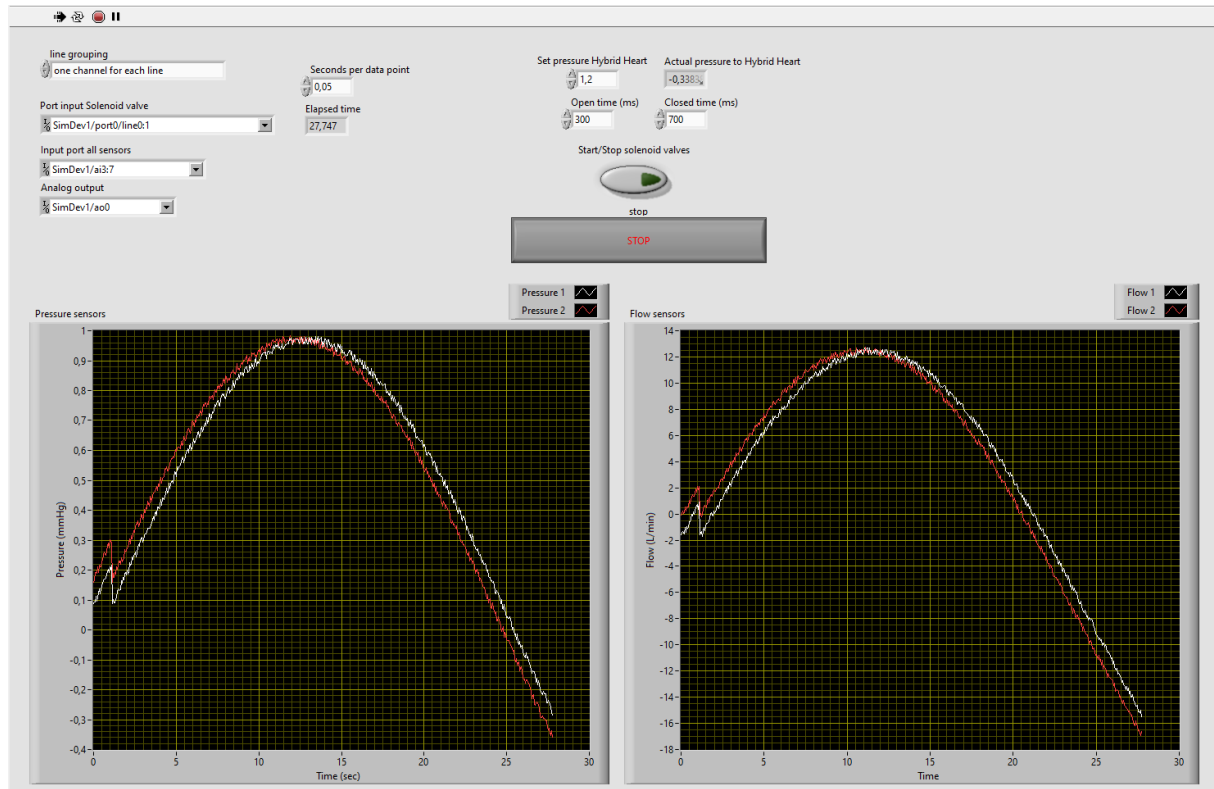 line grouping
one channel for each line
Port input Solenoid valve
SimDev1/port0/line0:1
Input port all sensors
SimDev1/ai3:7
Analog output
SimDev1/ao0
Seconds per data point
0,05
Elapsed time
27,747
Set pressure Hybrid Heart
1,2
Actual pressure to Hybrid Heart
-0,3383
Open time (ms)
300
Closed time (ms)
700
Start/Stop solenoid valves
stop
STOP
Pressure sensors
Pressure 1
Pressure 2
Pressure (mmHg)
1
0,9
0,8
0,7
0,6
0,5
0,4
0,3
0,2
0,1
0
-0,1
-0,2
-0,3
-0,4
0
5
10
15
20
25
30
Time (sec)
Flow sensors
Flow 1
Flow 2
Flow (L/min)
14
12
10
8
6
4
2
0
-2
-4
-6
-8
-10
-12
-14
-16
-18
0
5
10
15
20
25
30
Time